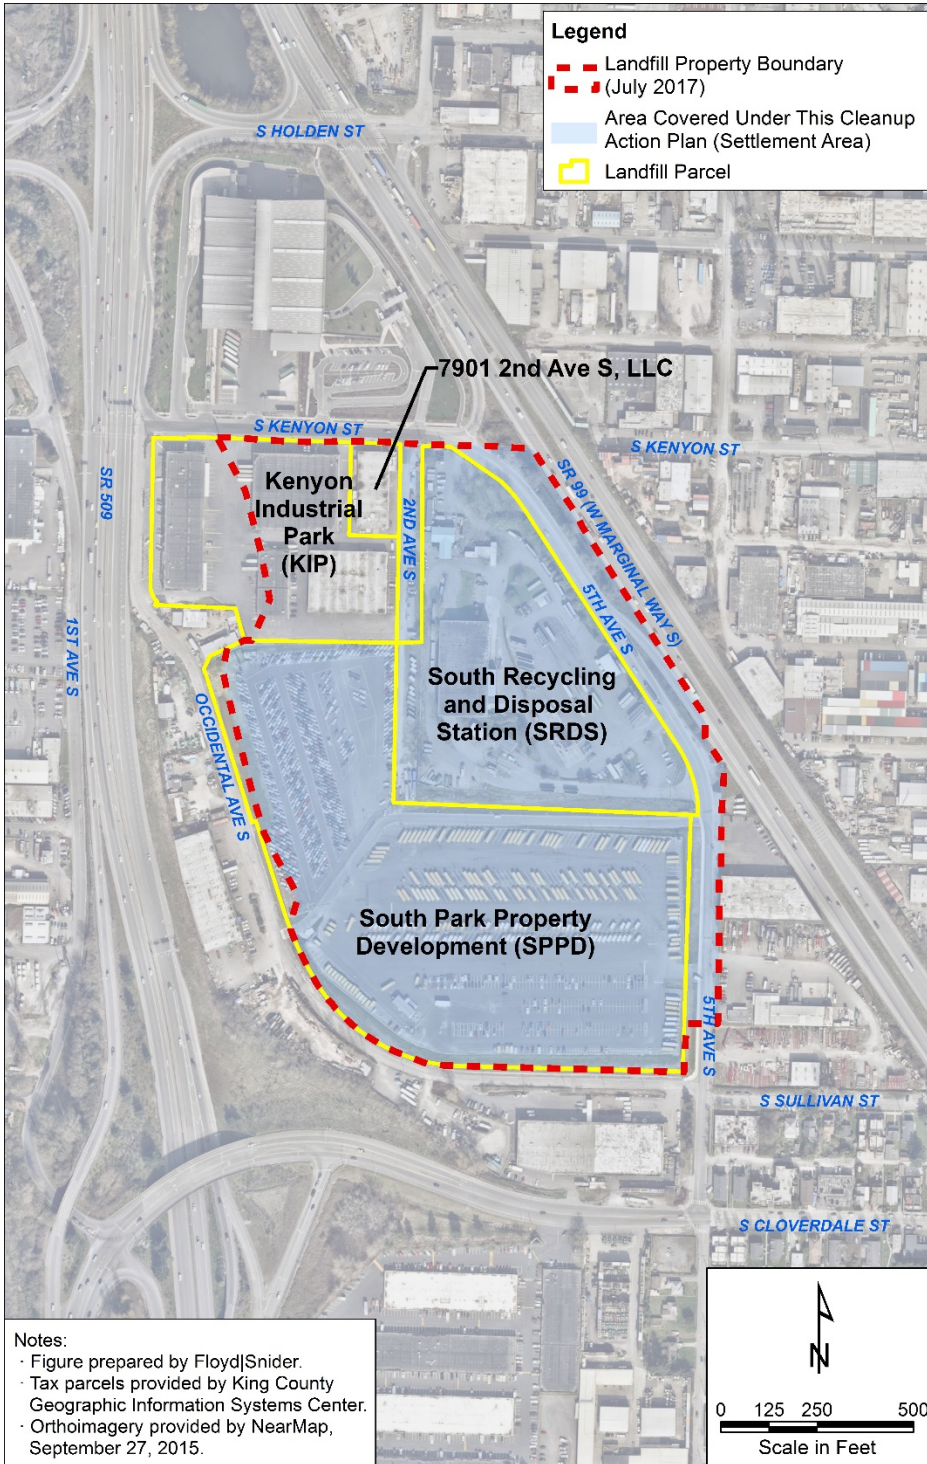 Legend
Landfill Property Boundary
(July 2017)
Area Covered Under This Cleanup
Action Plan (Settlement Area)
Landfill Parcel
S HOLDEN ST
7901 2nd Ave S, LLC
S KENYON ST
S KENYON ST
SR 509
Kenyon
Industrial
Park
(KIP)
2ND AVE S
SR 99 (W MARGINAL WAY S)
5TH AVE S
1ST AVE S
OCCIDENTAL AVE S
South Recycling
and Disposal
Station (SRDS)
South Park Property
Development (SPPD)
5TH AVE S
S SULLIVAN ST
S CLOVERDALE ST
Notes:
· Figure prepared by Floyd|Snider.
· Tax parcels provided by King County
Geographic Information Systems Center.
· Orthoimagery provided by NearMap,
September 27, 2015.
N
0 125 250 500
Scale in Feet